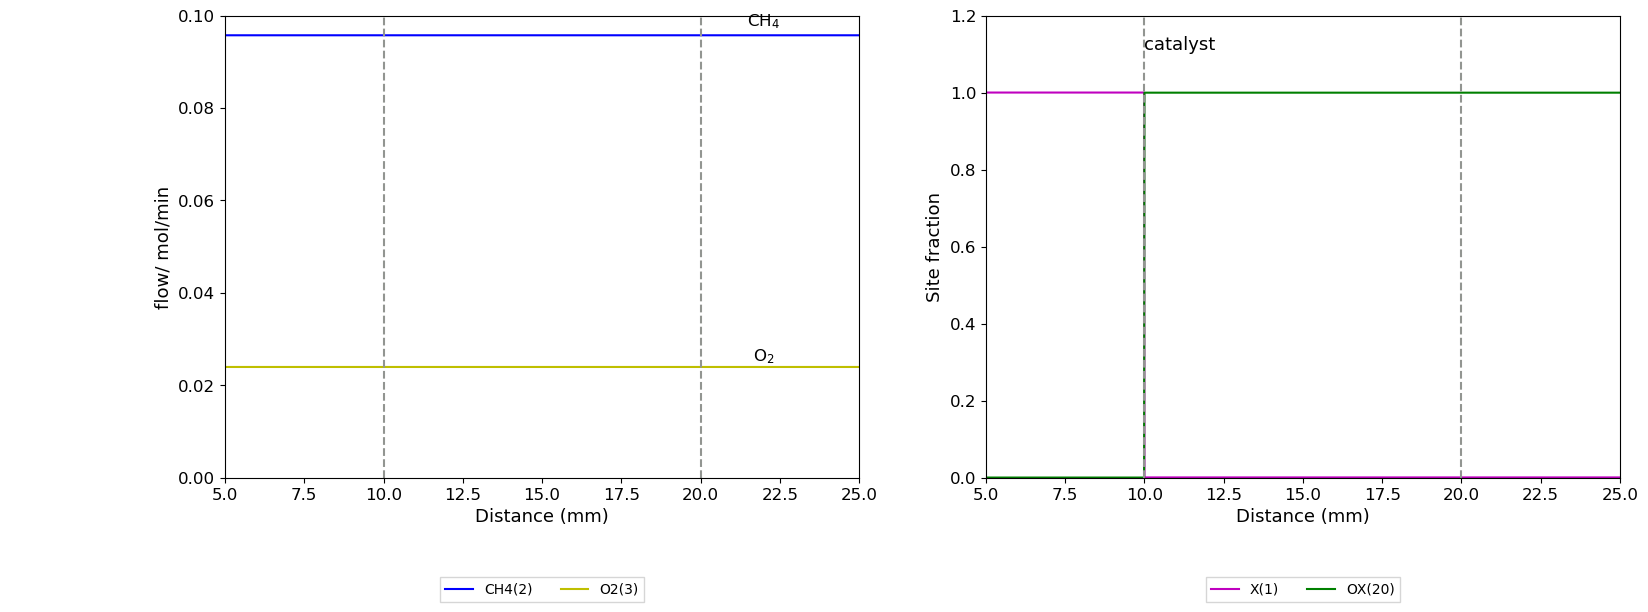 0.10
0.08
0.06
0.04
0.02
0.00
flow/ mol/min
CH₄
O₂
5.0 7.5 10.0 12.5 15.0 17.5 20.0 22.5 25.0
Distance (mm)
CH4(2) O2(3)
1.2
1.0
0.8
0.6
0.4
0.2
0.0
Site fraction
catalyst
5.0 7.5 10.0 12.5 15.0 17.5 20.0 22.5 25.0
Distance (mm)
X(1) OX(20)